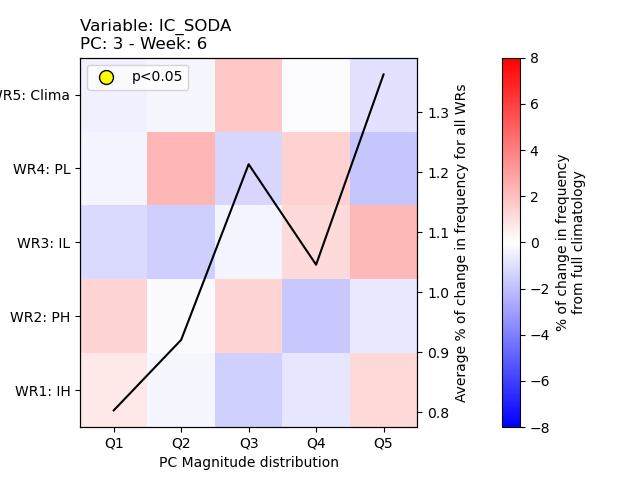 Variable: IC_SODA
PC: 3 - Week: 6
p<0.05
WR5: Clima
WR4: PL
WR3: IL
WR2: PH
WR1: IH
Q1 Q2 Q3 Q4 Q5
PC Magnitude distribution
1.3
1.2
1.1
1.0
0.9
0.8
Average % of change in frequency for all WRs
8
6
4
2
0
−2
−4
−6
−8
% of change in frequency
from full climatology